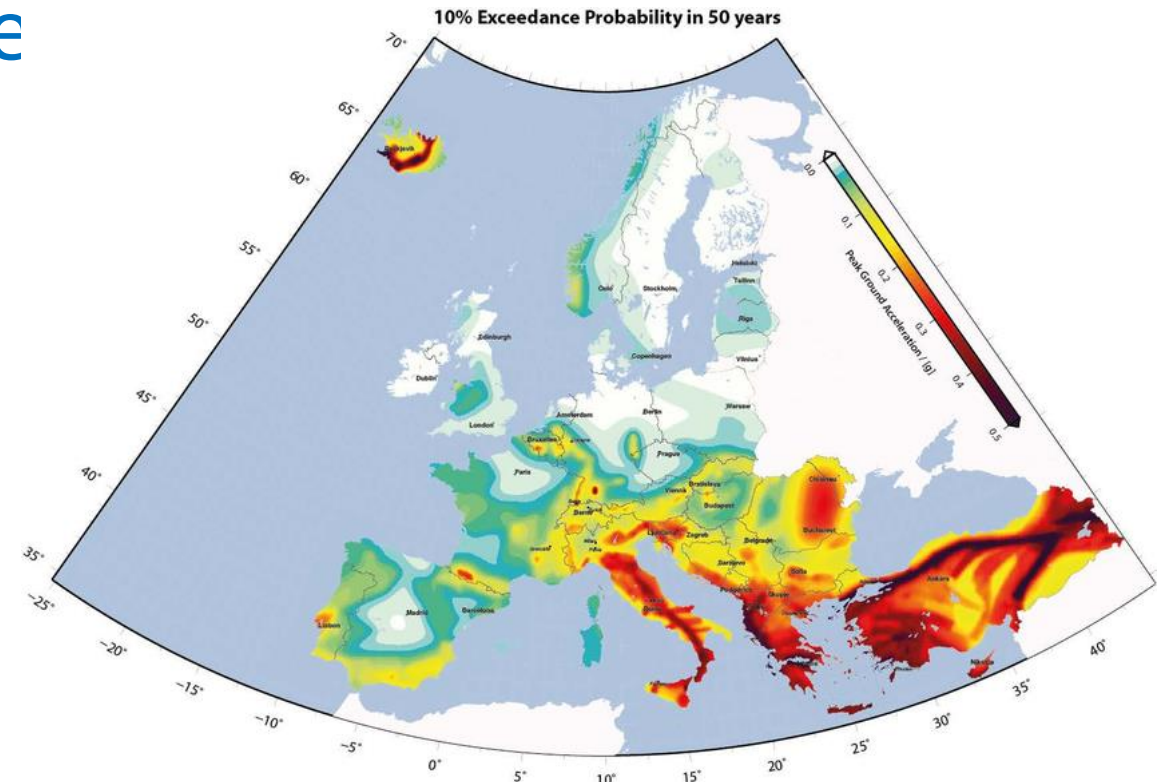 e
10% Exceedance Probability in 50 years
70°
65°
60°
55°
50°
45°
40°
35°
-25°
-20°
-15°
-10°
-5°
0°
5°
10°
15°
20°
25°
30°
35°
40°
0.0
0.1
0.2
0.3
0.4
0.5
Peak Ground Acceleration / [g]
Reykjavik
Helsinki
Tallinn
Oslo
Stockholm
Riga
Edinburgh
Copenhagen
Vilnius
Dublin
Amsterdam
Berlin
Warsaw
London
Bruxelles
Prague
Paris
Vienna
Bratislava
Chisinau
Budapest
Bern
Bucharest
Ljubljana
Zagreb
Belgrade
Sarajevo
Sofia
Podgorica
Skopje
Ankara
Madrid
Barcelona
Lisbon
Nikosia